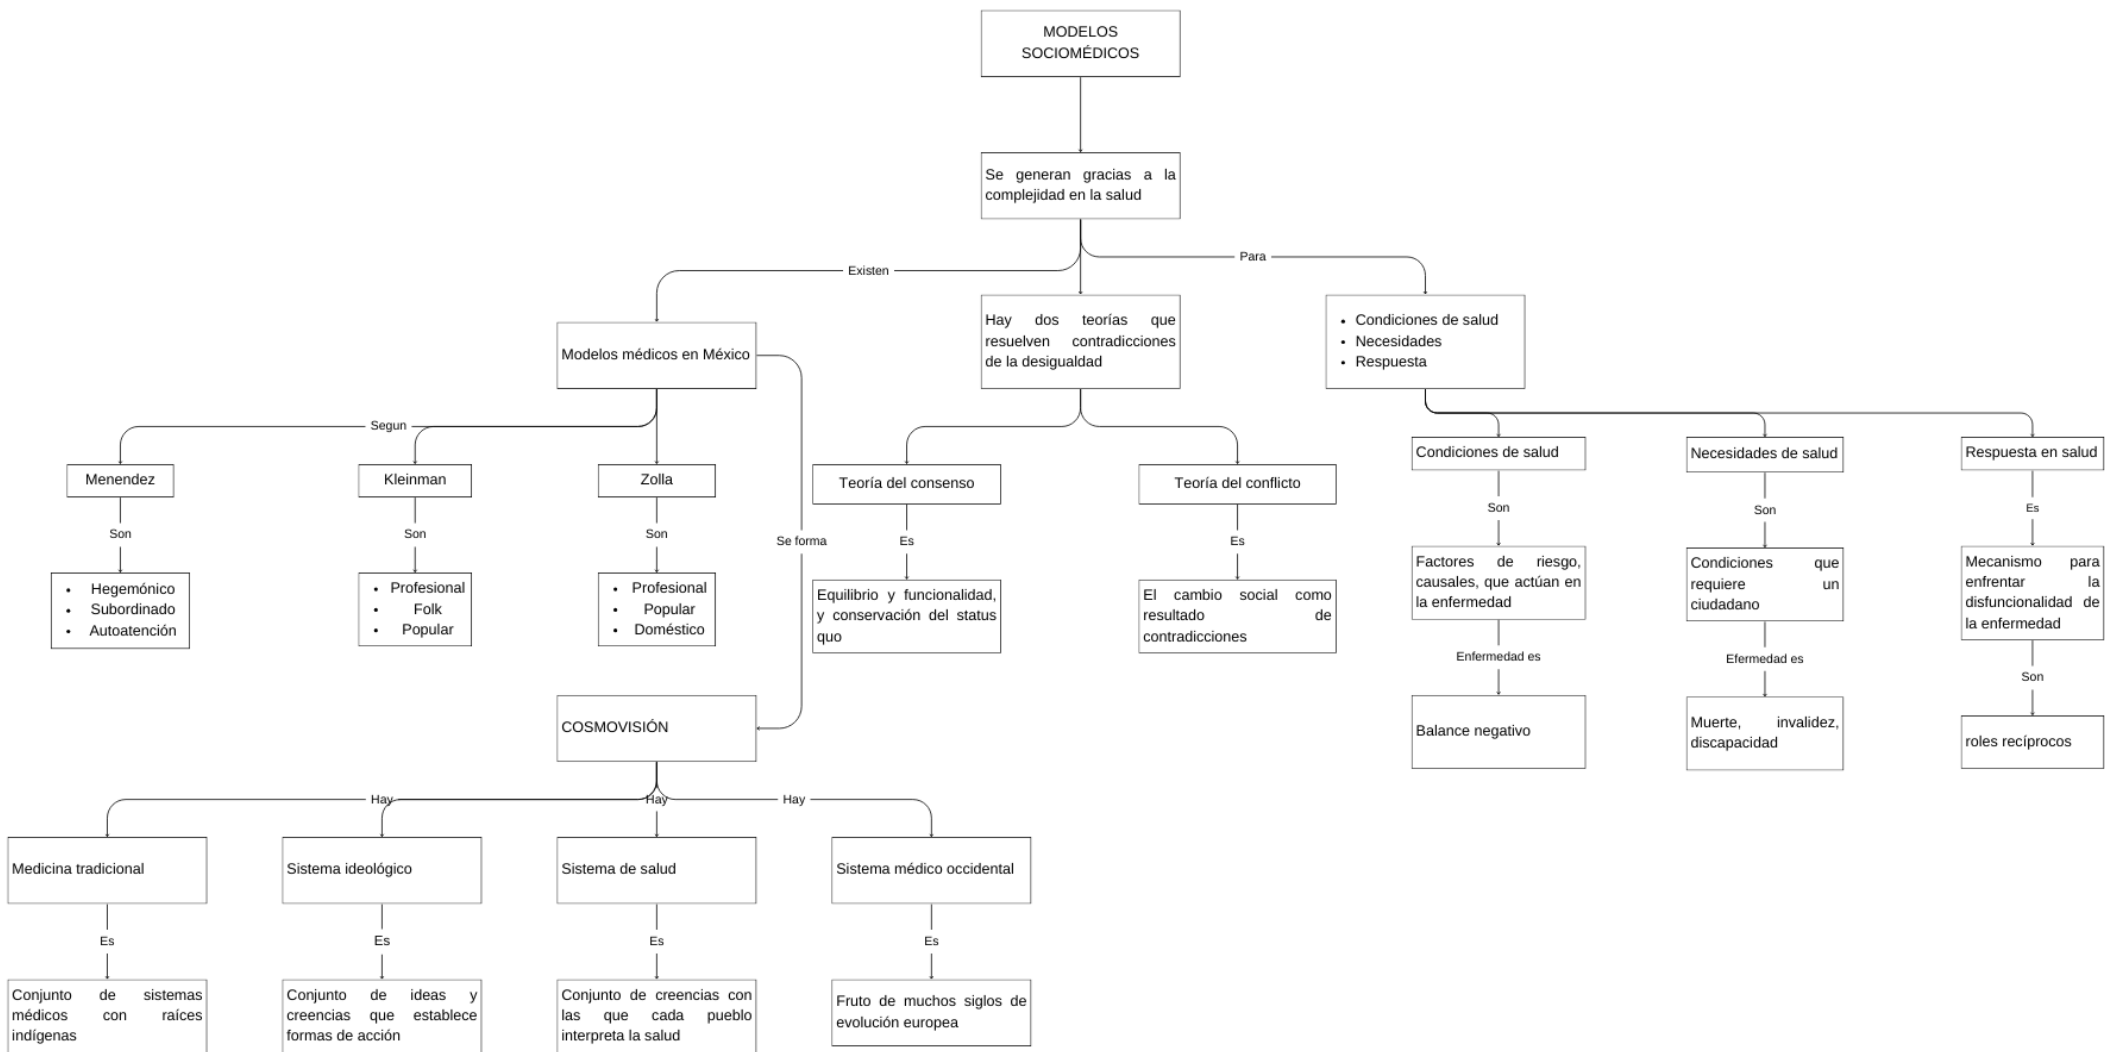 MODELOS
SOCIOMÉDICOS
Se generan gracias a la
complejidad en la salud
Existen
Para
Modelos médicos en México
Hay dos teorías que
resuelven contradicciones
de la desigualdad
• Condiciones de salud
• Necesidades
• Respuesta
Segun
Menendez
Son
• Hegemónico
• Subordinado
• Autoatención
Kleinman
Son
• Profesional
• Folk
• Popular
Zolla
Son
• Profesional
• Popular
• Doméstico
Se forma
Teoría del consenso
Es
Equilibrio y funcionalidad,
y conservación del status
quo
Teoría del conflicto
Es
El cambio social como
resultado de
contradicciones
Condiciones de salud
Son
Factores de riesgo,
causales, que actúan en
la enfermedad
Enfermedad es
Balance negativo
Necesidades de salud
Son
Condiciones que
requiere un
ciudadano
Efermedad es
Muerte, invalidez,
discapacidad
Respuesta en salud
Es
Mecanismo para
enfrentar la
disfuncionalidad de
la enfermedad
Son
roles recíprocos
COSMOVISIÓN
Hay
Hay
Hay
Medicina tradicional
Es
Conjunto de sistemas
médicos con raíces
indígenas
Sistema ideológico
Es
Conjunto de ideas y
creencias que establece
formas de acción
Sistema de salud
Es
Conjunto de creencias con
las que cada pueblo
interpreta la salud
Sistema médico occidental
Es
Fruto de muchos siglos de
evolución europea